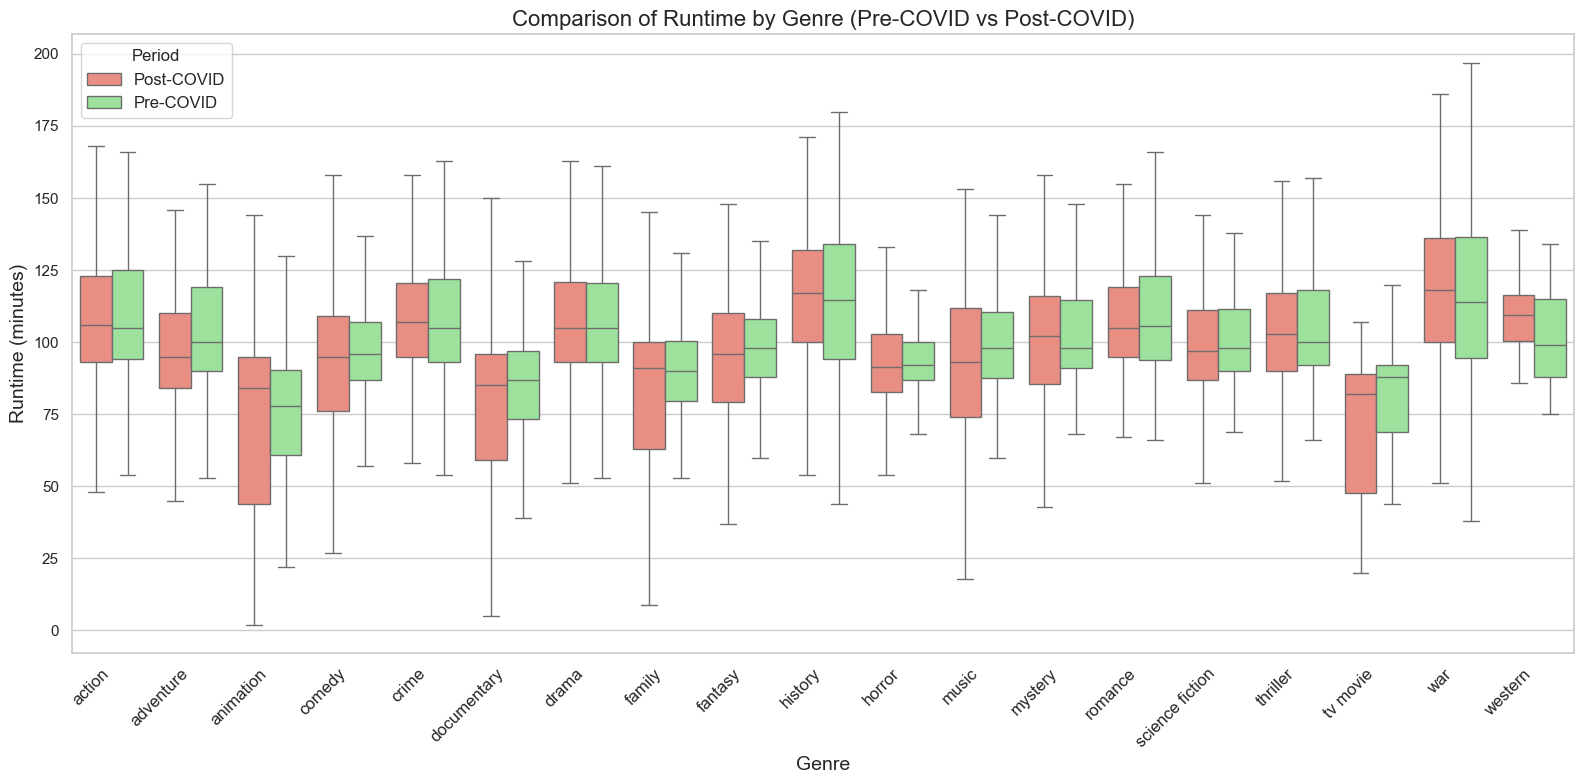 Comparison of Runtime by Genre (Pre-COVID vs Post-COVID)
Period
Post-COVID
Pre-COVID
Runtime (minutes)
200
175
150
125
100
75
50
25
0
action
adventure
animation
comedy
crime
documentary
drama
family
fantasy
history
horror
music
mystery
romance
science fiction
thriller
tv movie
war
western
Genre